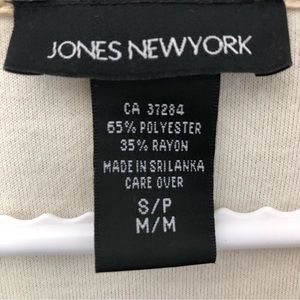 JONES NEWYORK
CA 37284
65% POLYESTER
35% RAYON
MADE IN SRILANKA
CARE OVER
S/P
M/M